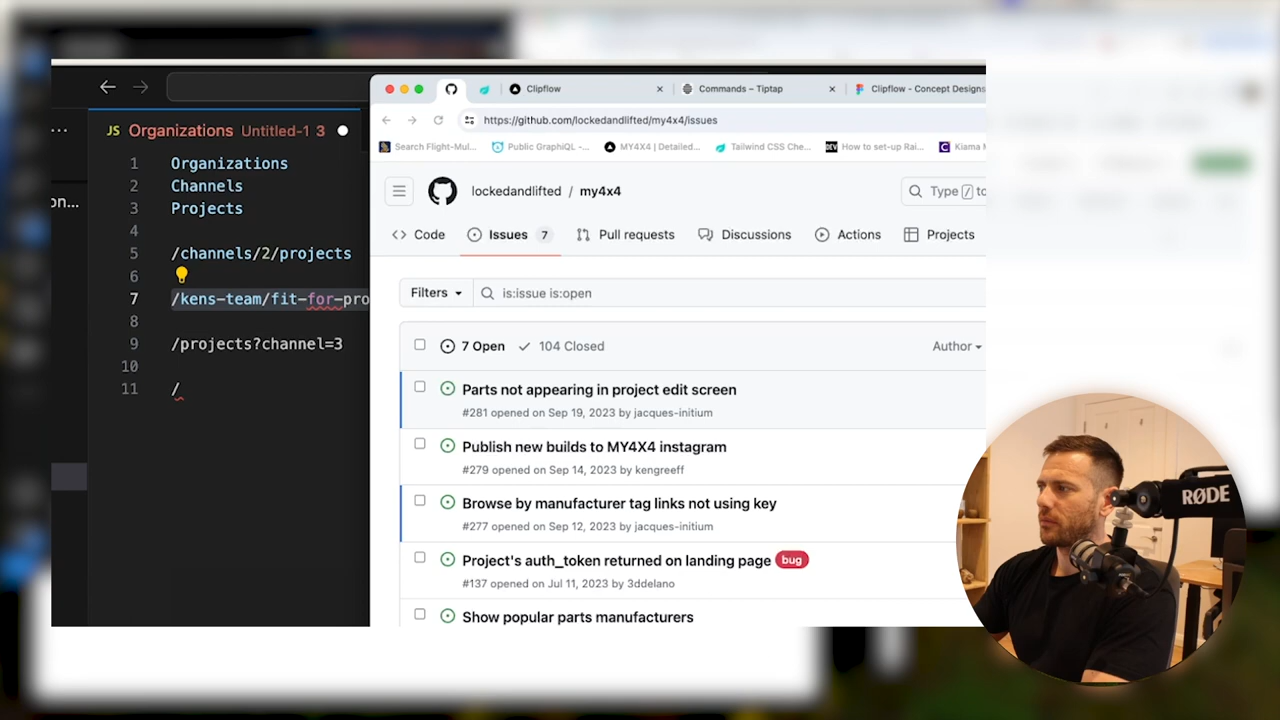 JS Organizations Untitled-1 3
on...
1 Organizations
2 Channels
3 Projects
4
5 /channels/2/projects
6
7 /kens-team/fit-for-pro
8
9 /projects?channel=3
10
11 /
Clipflow
Commands – Tiptap
Clipflow - Concept Designs
https://github.com/lockedandlifted/my4x4/issues
Search Flight-Mul...
Public GraphiQL -...
MY4X4 | Detailed...
Tailwind CSS Che...
DEV How to set-up Rai...
Kiama M
lockedandlifted / my4x4
Type / to
Code
Issues 7
Pull requests
Discussions
Actions
Projects
Filters
is:issue is:open
7 Open
104 Closed
Author
Parts not appearing in project edit screen
#281 opened on Sep 19, 2023 by jacques-initium
Publish new builds to MY4X4 instagram
#279 opened on Sep 14, 2023 by kengreeff
Browse by manufacturer tag links not using key
#277 opened on Sep 12, 2023 by jacques-initium
Project's auth_token returned on landing page bug
#137 opened on Jul 11, 2023 by 3ddelano
Show popular parts manufacturers
RØDE